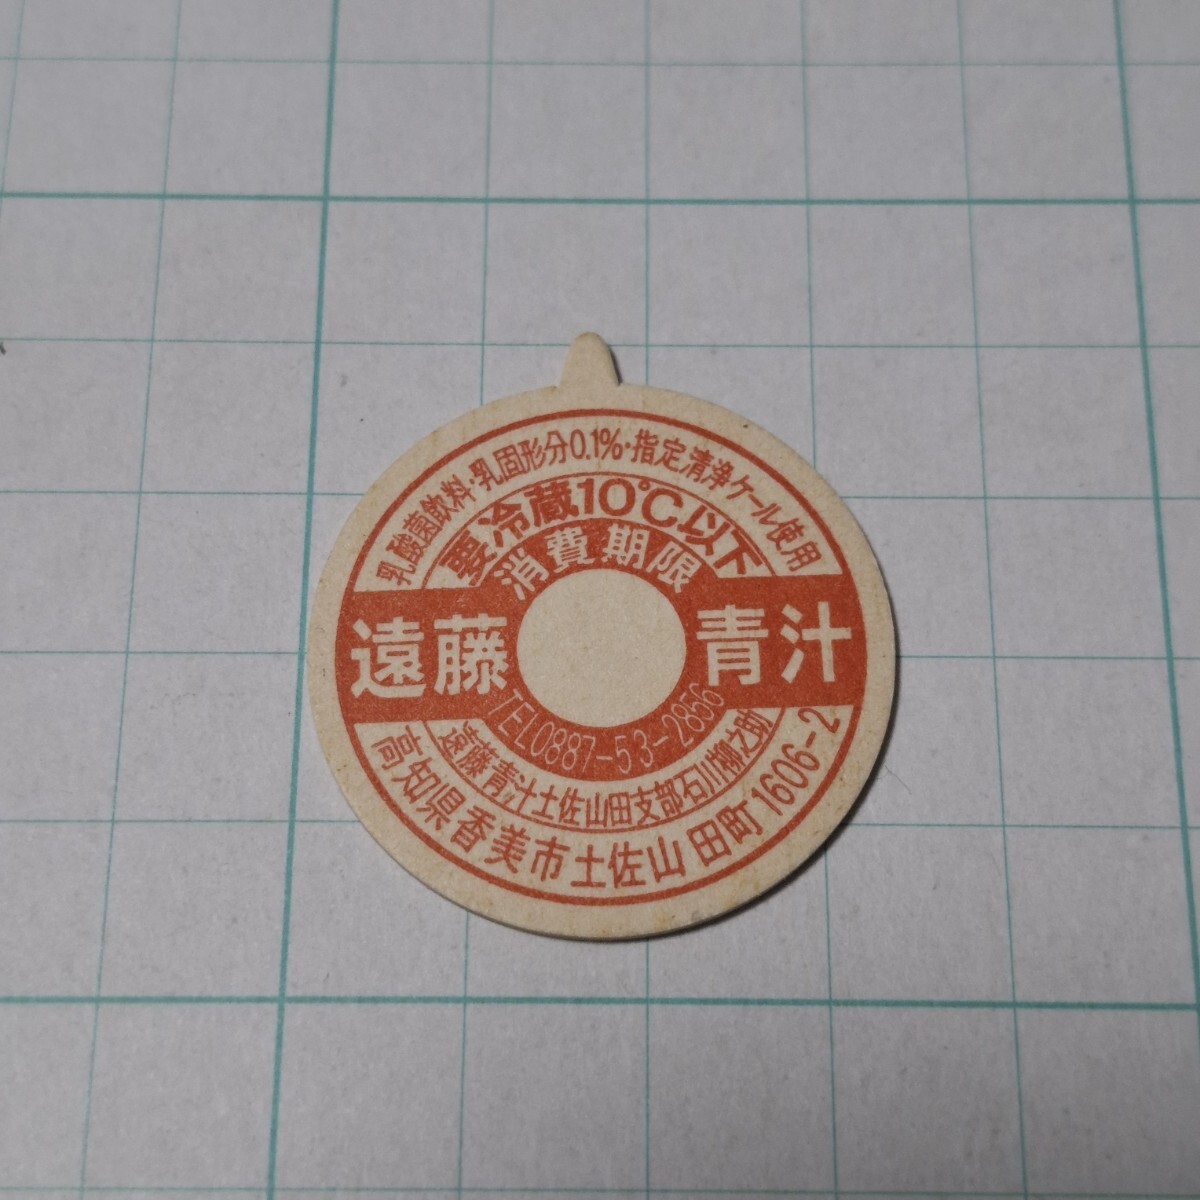 乳酸菌飲料・乳固形分0.1%・指定清浄ケール使用
要冷蔵10℃以下
消費期限
遠藤 青汁
TEL0887-53-2856
遠藤青汁土佐山田支部石川柳之助
高知県香美市土佐山田町1606-2